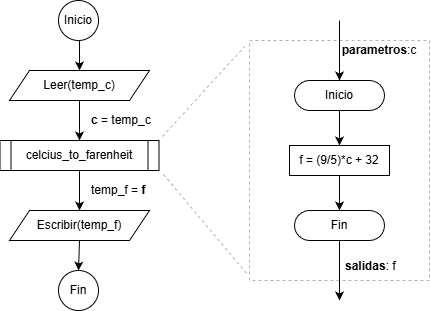 Inicio
Leer(temp_c)
c = temp_c
celcius_to_farenheit
temp_f = f
Escribir(temp_f)
Fin
parametros:c
Inicio
f = (9/5)*c + 32
Fin
salidas: f